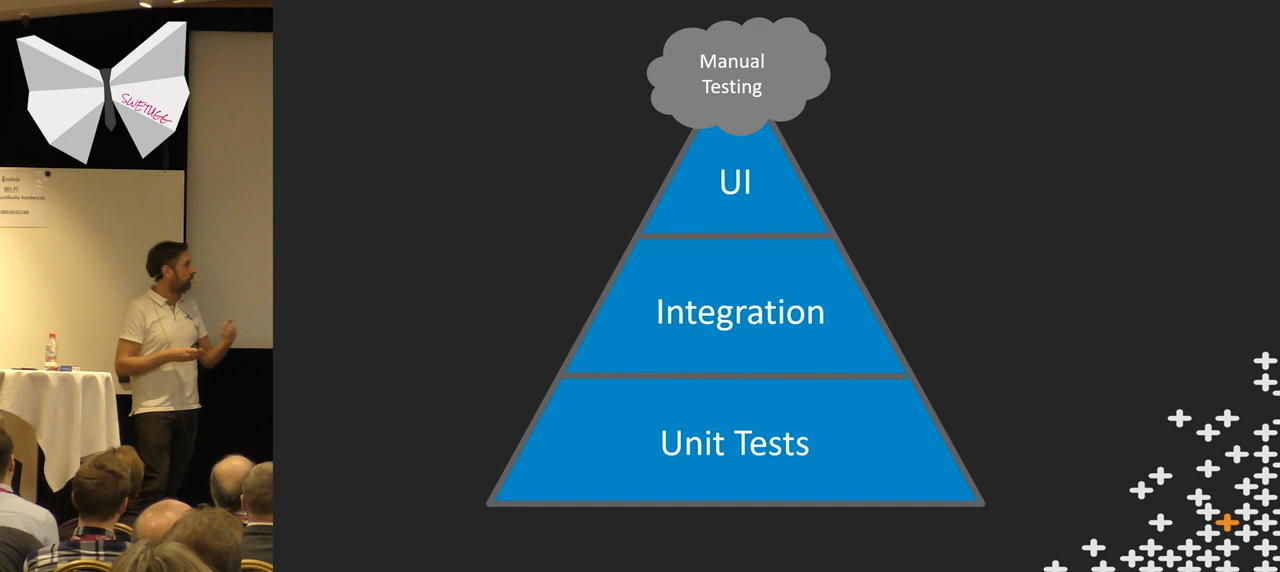 SWETUGG
Wi-Fi
Manual
Testing
UI
Integration
Unit Tests